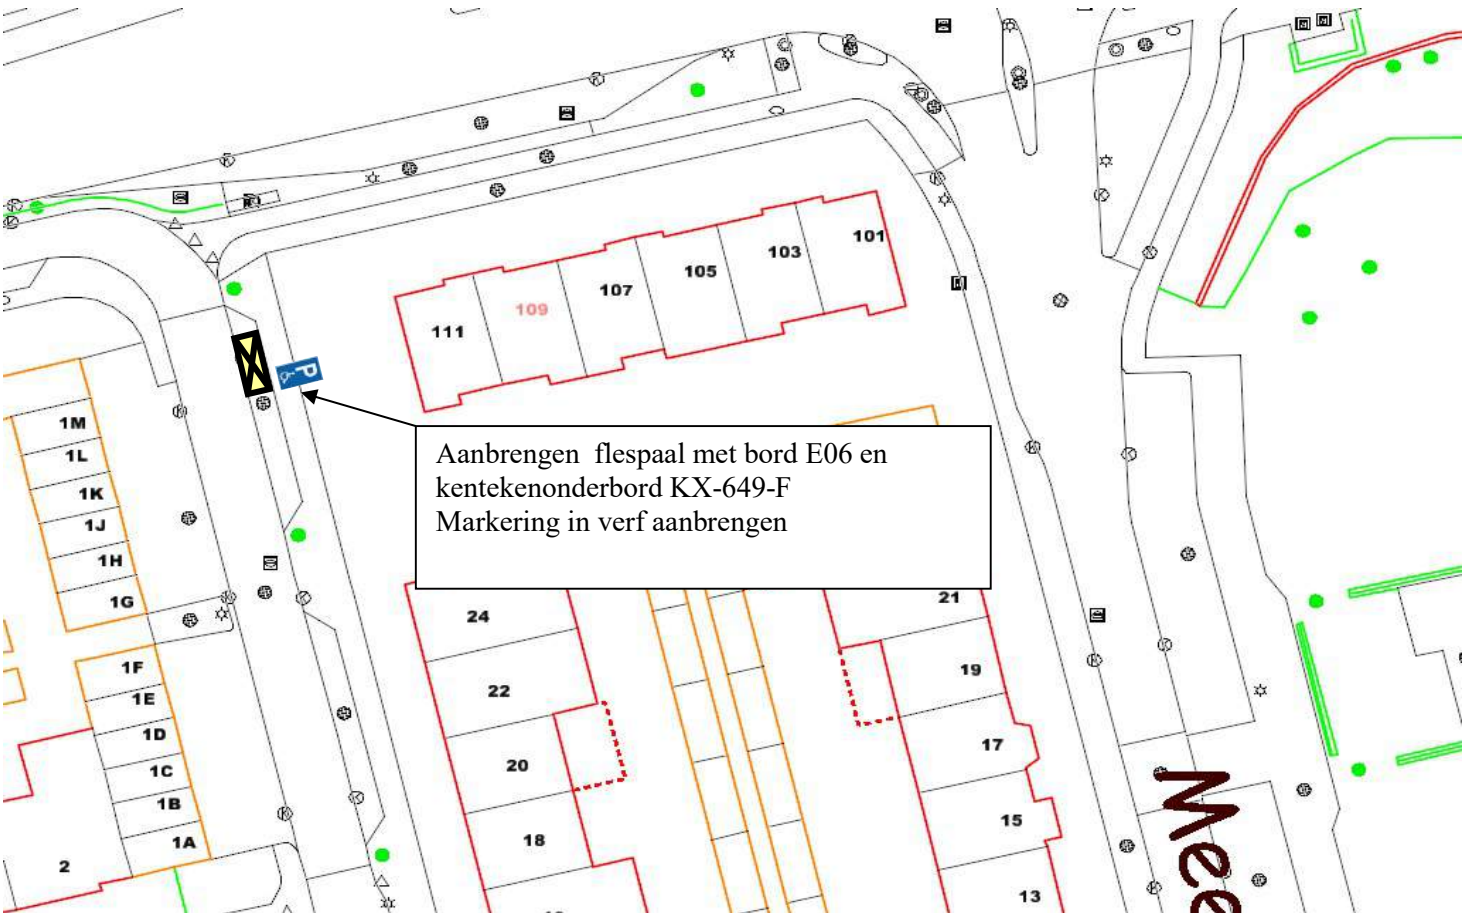 101
103
105
107
109
111
P
Aanbrengen flespaal met bord E06 en
kentekenonderbord KX-649-F
Markering in verf aanbrengen
1M
1L
1K
1J
1H
1G
1F
1E
1D
1C
1B
1A
2
24
22
20
18
21
19
17
15
13
Mee